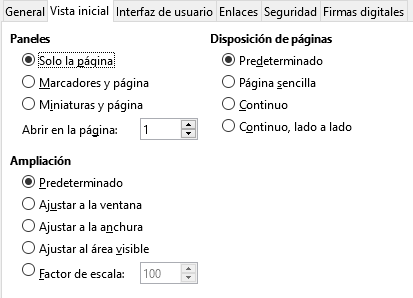 General Vista inicial Interfaz de usuario Enlaces Seguridad Firmas digitales
Paneles
Solo la página
Marcadores y página
Miniaturas y página
Abrir en la página: 1
Disposición de páginas
Predeterminado
Página sencilla
Continuo
Continuo, lado a lado
Ampliación
Predeterminado
Ajustar a la ventana
Ajustar a la anchura
Ajustar al área visible
Factor de escala: 100